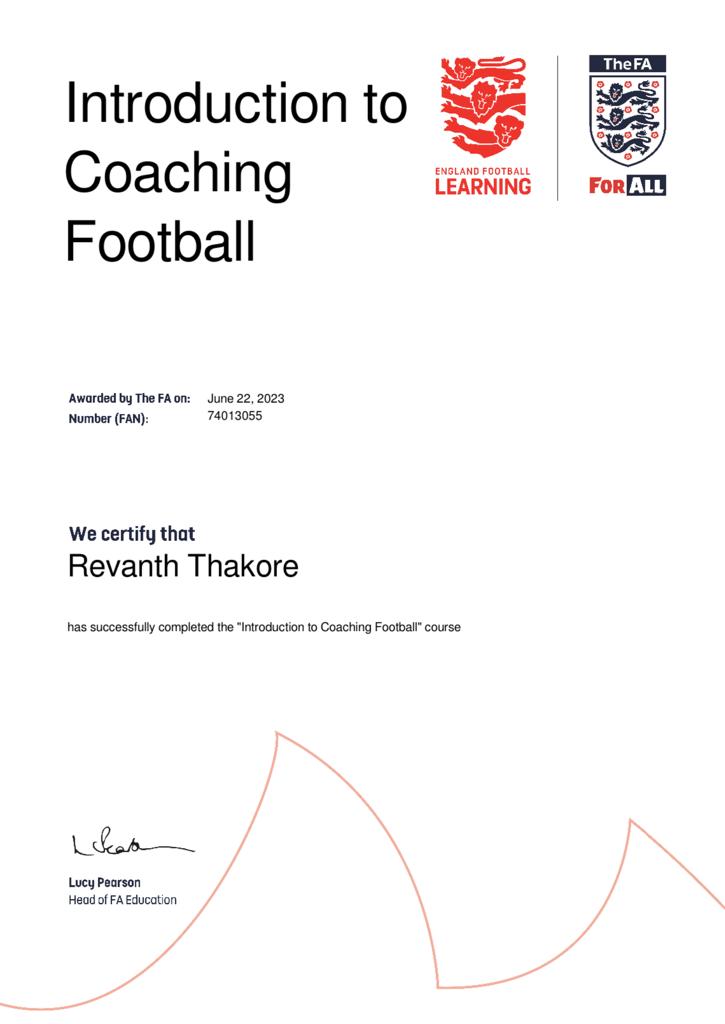 Introduction to
Coaching
Football
ENGLAND FOOTBALL
LEARNING
TheFA
FOR ALL
Awarded by The FA on: June 22, 2023
Number (FAN): 74013055
We certify that
Revanth Thakore
has successfully completed the "Introduction to Coaching Football" course
Lucy Pearson
Head of FA Education